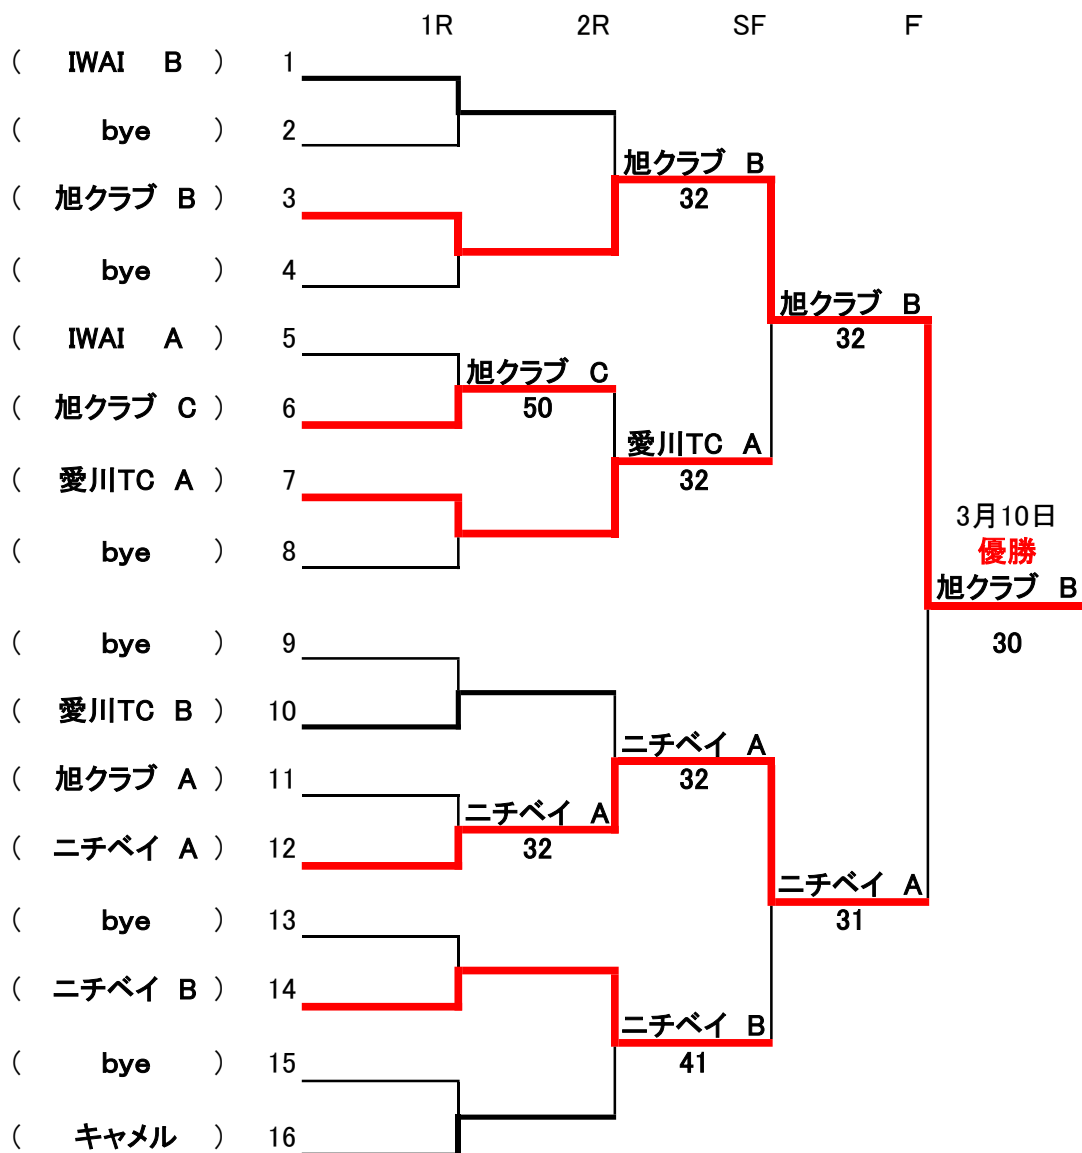 1R 2R SF F
( IWAI B ) 1
( bye ) 2
旭クラブ B
32
( 旭クラブ B ) 3
( bye ) 4
旭クラブ B
32
( IWAI A ) 5
旭クラブ C
50
( 旭クラブ C ) 6
愛川TC A
32
( 愛川TC A ) 7
( bye ) 8
3月10日
優勝
旭クラブ B
30
( bye ) 9
( 愛川TC B ) 10
ニチベイ A
32
( 旭クラブ A ) 11
ニチベイ A
32
( ニチベイ A ) 12
ニチベイ A
31
( bye ) 13
( ニチベイ B ) 14
ニチベイ B
41
( bye ) 15
( キャメル ) 16